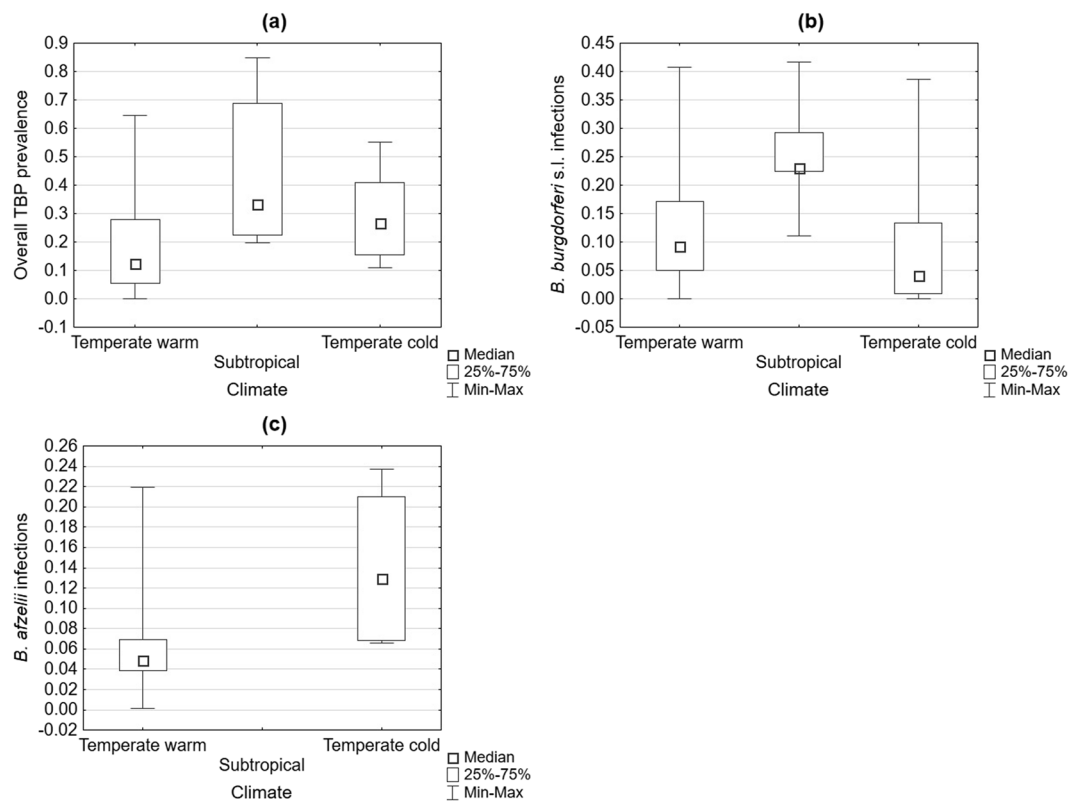 (a)
Overall TBP prevalence
0.9
0.8
0.7
0.6
0.5
0.4
0.3
0.2
0.1
0.0
-0.1
Temperate warm
Subtropical
Temperate cold
Climate
Median
25%-75%
Min-Max
(b)
B. burgdorferi s.l. infections
0.45
0.40
0.35
0.30
0.25
0.20
0.15
0.10
0.05
0.00
-0.05
Temperate warm
Subtropical
Temperate cold
Climate
Median
25%-75%
Min-Max
(c)
B. afzelii infections
0.26
0.24
0.22
0.20
0.18
0.16
0.14
0.12
0.10
0.08
0.06
0.04
0.02
0.00
-0.02
Temperate warm
Subtropical
Temperate cold
Climate
Median
25%-75%
Min-Max